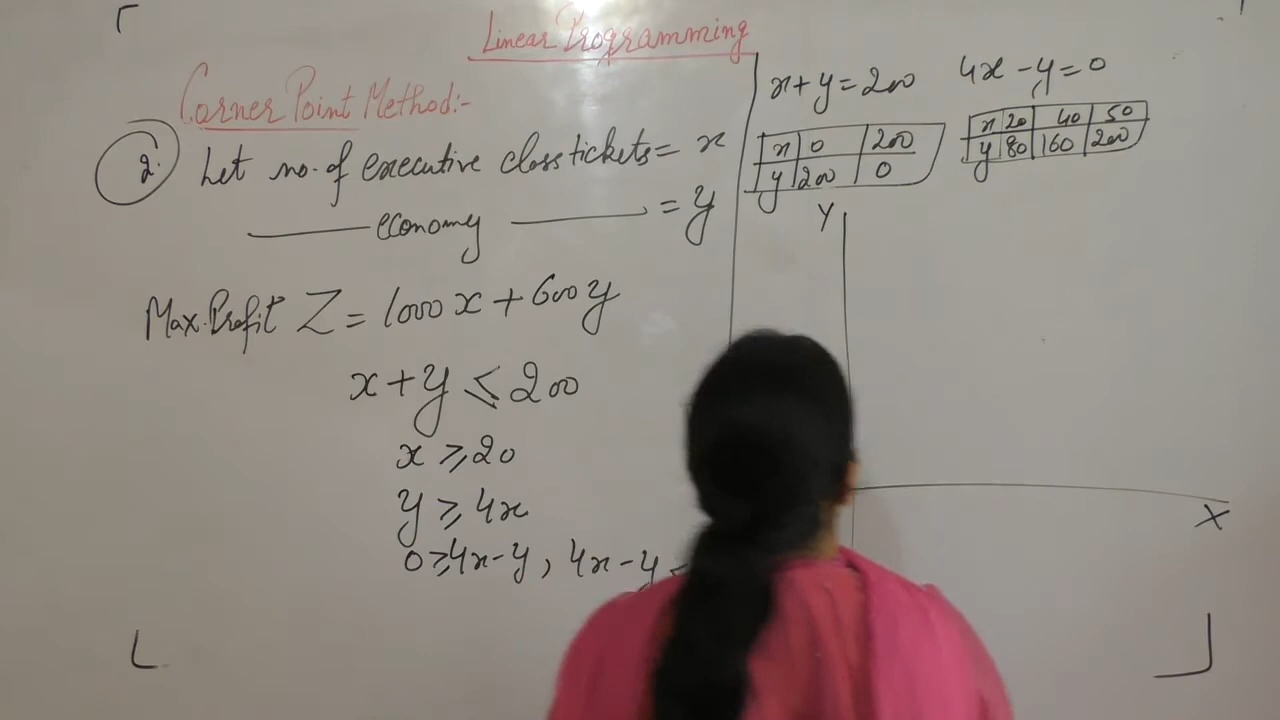 Linear Programming
Corner Point Method:-
2. Let no. of executive class tickets = x
economy = y
Max. Profit Z = 1000x + 600y
x + y ≤ 200
x ≥ 20
y ≥ 4x
0 ≥ 4x - y, 4x - y
x + y = 200
x 0 200
y 200 0
4x - y = 0
x 20 40 50
y 80 160 200
Y
X